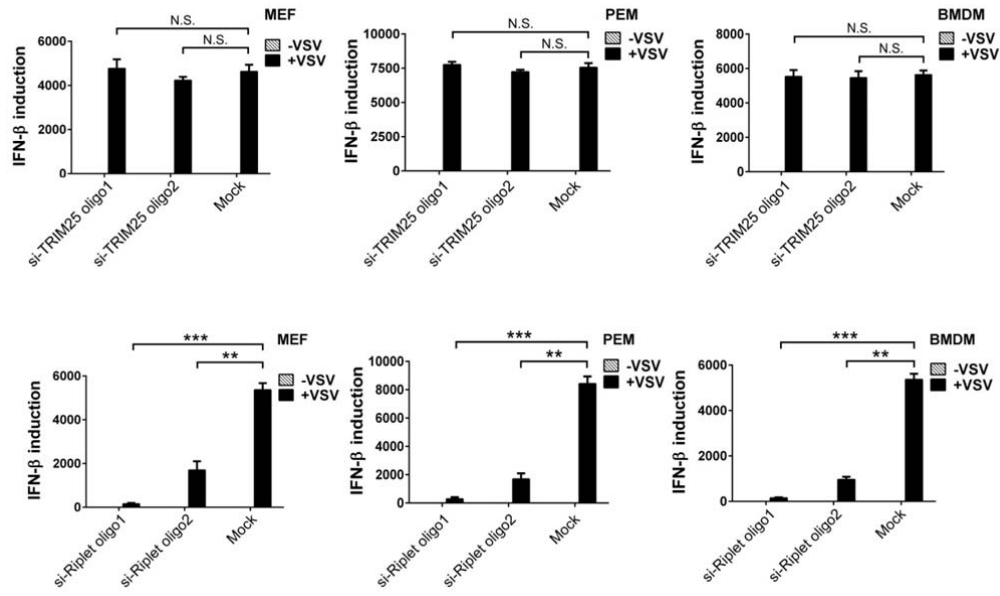 MEF
N.S.
N.S.
-VSV
+VSV
IFN-β induction
6000
4000
2000
0
si-TRIM25 oligo1
si-TRIM25 oligo2
Mock
PEM
N.S.
N.S.
-VSV
+VSV
IFN-β induction
10000
7500
5000
2500
0
si-TRIM25 oligo1
si-TRIM25 oligo2
Mock
BMDM
N.S.
N.S.
-VSV
+VSV
IFN-β induction
8000
6000
4000
2000
0
si-TRIM25 oligo1
si-TRIM25 oligo2
Mock
MEF
***
**
-VSV
+VSV
IFN-β induction
6000
4000
2000
0
si-Riplet oligo1
si-Riplet oligo2
Mock
PEM
***
**
-VSV
+VSV
IFN-β induction
10000
8000
6000
4000
2000
0
si-Riplet oligo1
si-Riplet oligo2
Mock
BMDM
***
**
-VSV
+VSV
IFN-β induction
6000
4000
2000
0
si-Riplet oligo1
si-Riplet oligo2
Mock